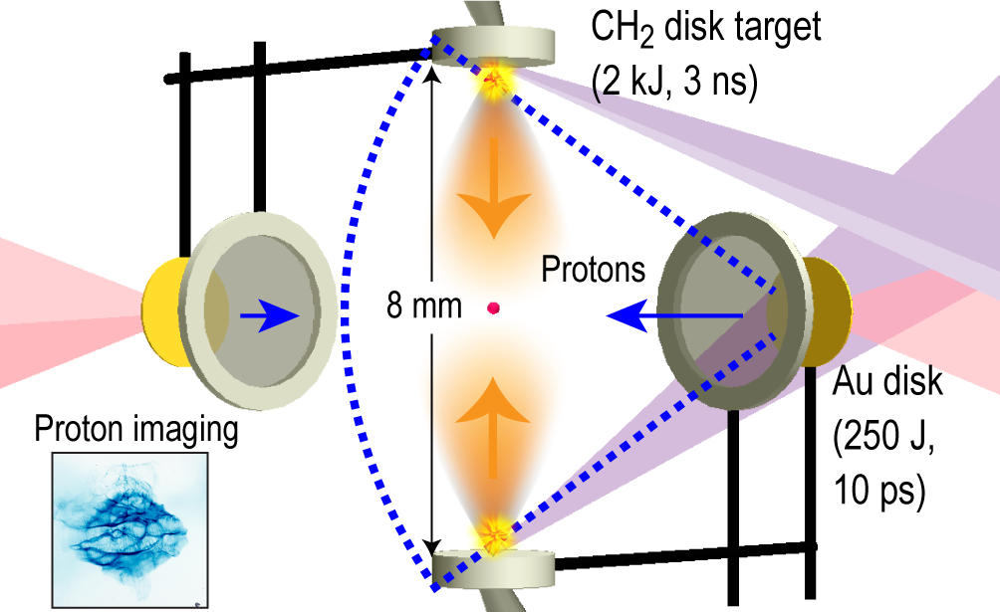 CH₂ disk target
(2 kJ, 3 ns)
Protons
8 mm
Au disk
(250 J,
10 ps)
Proton imaging